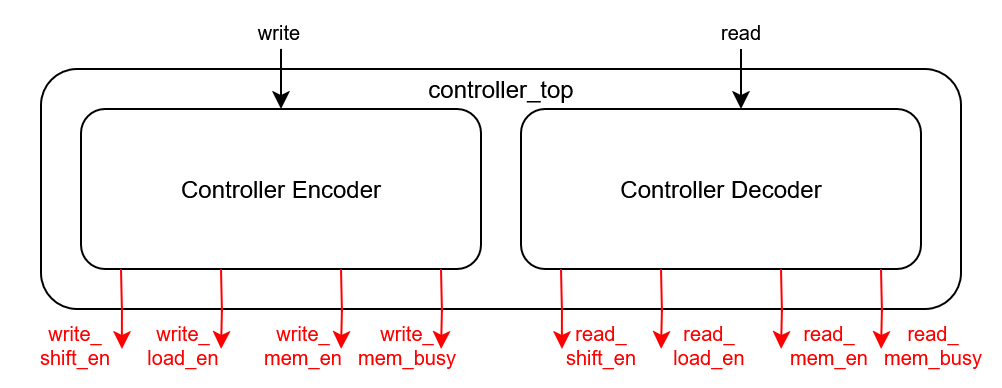 write
read
controller_top
Controller Encoder
Controller Decoder
write_
shift_en
write_
load_en
write_
mem_en
write_
mem_busy
read_
shift_en
read_
load_en
read_
mem_en
read_
mem_busy